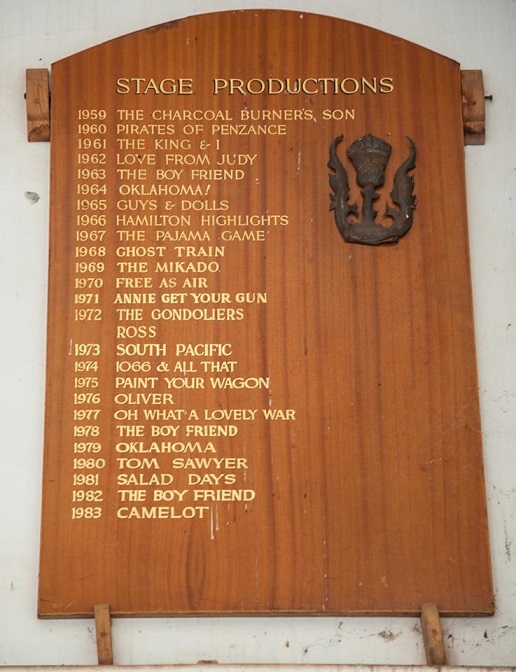 STAGE PRODUCTIONS
1959 THE CHARCOAL BURNER'S SON
1960 PIRATES OF PENZANCE
1961 THE KING & I
1962 LOVE FROM JUDY
1963 THE BOY FRIEND
1964 OKLAHOMA!
1965 GUYS & DOLLS
1966 HAMILTON HIGHLIGHTS
1967 THE PAJAMA GAME
1968 GHOST TRAIN
1969 THE MIKADO
1970 FREE AS AIR
1971 ANNIE GET YOUR GUN
1972 THE GONDOLIERS
ROSS
1973 SOUTH PACIFIC
1974 1066 & ALL THAT
1975 PAINT YOUR WAGON
1976 OLIVER
1977 OH WHAT A LOVELY WAR
1978 THE BOY FRIEND
1979 OKLAHOMA
1980 TOM SAWYER
1981 SALAD DAYS
1982 THE BOY FRIEND
1983 CAMELOT